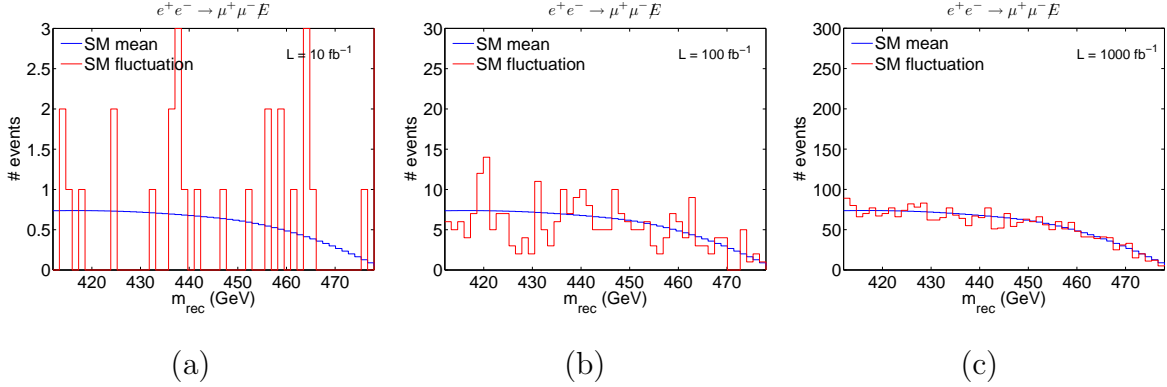 e⁺e⁻ → μ⁺μ⁻E̸
# events
3
2.5
2
1.5
1
0.5
0
SM mean
SM fluctuation
L = 10 fb⁻¹
420 430 440 450 460 470
m_rec (GeV)
(a)
e⁺e⁻ → μ⁺μ⁻E̸
# events
30
25
20
15
10
5
0
SM mean
SM fluctuation
L = 100 fb⁻¹
420 430 440 450 460 470
m_rec (GeV)
(b)
e⁺e⁻ → μ⁺μ⁻E̸
# events
300
250
200
150
100
50
0
SM mean
SM fluctuation
L = 1000 fb⁻¹
420 430 440 450 460 470
m_rec (GeV)
(c)